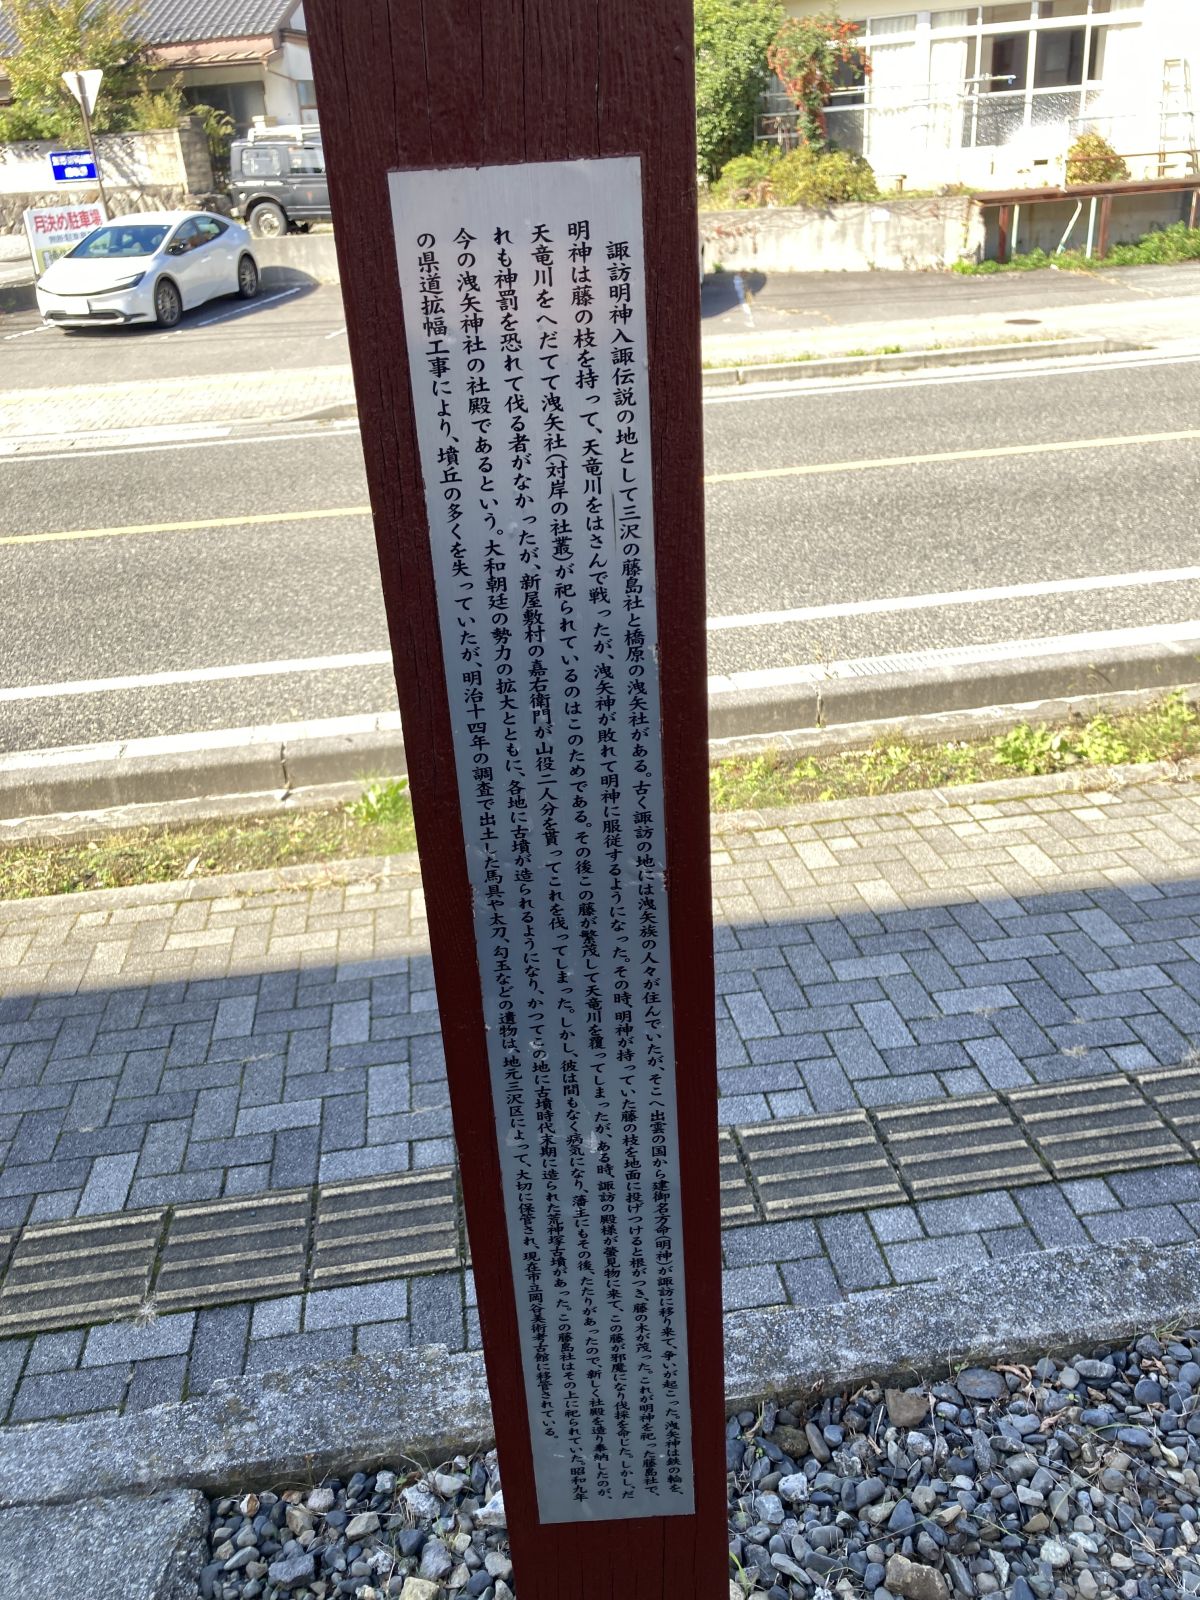 諏訪明神入諏伝説の地として三沢の藤島社と橋原の洩矢社がある。古く諏訪の地には洩矢族の人々が住んでいたが、そこへ出雲の国から建御名方命(明神)が諏訪に移り来て、争いが起こった。洩矢神は鉄の輪を、
明神は藤の枝を持って、天竜川をはさんで戦ったが、洩矢神が敗れて明神に服従するようになった。その時、明神が持っていた藤の枝を地面に投げつけると根がつき、藤の木が茂った。これが明神を祀った藤島社で、
天竜川をへだてて洩矢社(対岸の社叢)が祀られているのはこのためである。その後この藤が繁茂して天竜川を覆ってしまったが、ある時、諏訪の殿様が蛍見物に来て、この藤が邪魔になり伐採を命じた。しかし、だ
れも神罰を恐れて伐る者がなかったが、新屋敷村の嘉右衛門が山役二人分を貰ってこれを伐ってしまった。しかし、彼は間もなく病気になり、藩主にもその後、たたりがあったので、新しく社殿を造り奉納したのが、
今の洩矢神社の社殿であるという。大和朝廷の勢力の拡大とともに、各地に古墳が造られるようになり、かつてこの地に古墳時代末期に造られた荒神塚古墳があった。この藤島社はその上に祀られていた。昭和九年
の県道拡幅工事により、墳丘の多くを失っていたが、明治十四年の調査で出土した馬具や太刀、勾玉などの遺物は、地元三沢区によって、大切に保管され、現在市立岡谷美術考古館に移管されている。
月決め駐車場